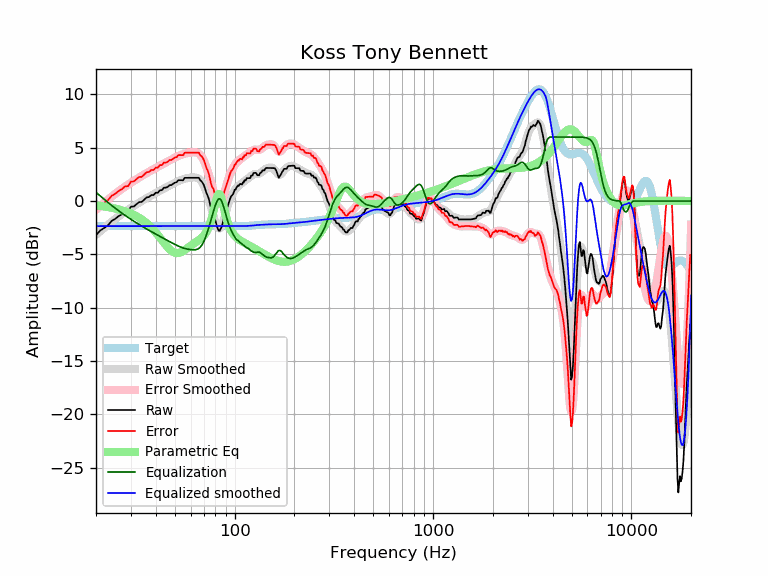 Koss Tony Bennett
10
5
0
−5
−10
−15
−20
−25
Amplitude (dBr)
Target
Raw Smoothed
Error Smoothed
Raw
Error
Parametric Eq
Equalization
Equalized smoothed
100
1000
10000
Frequency (Hz)